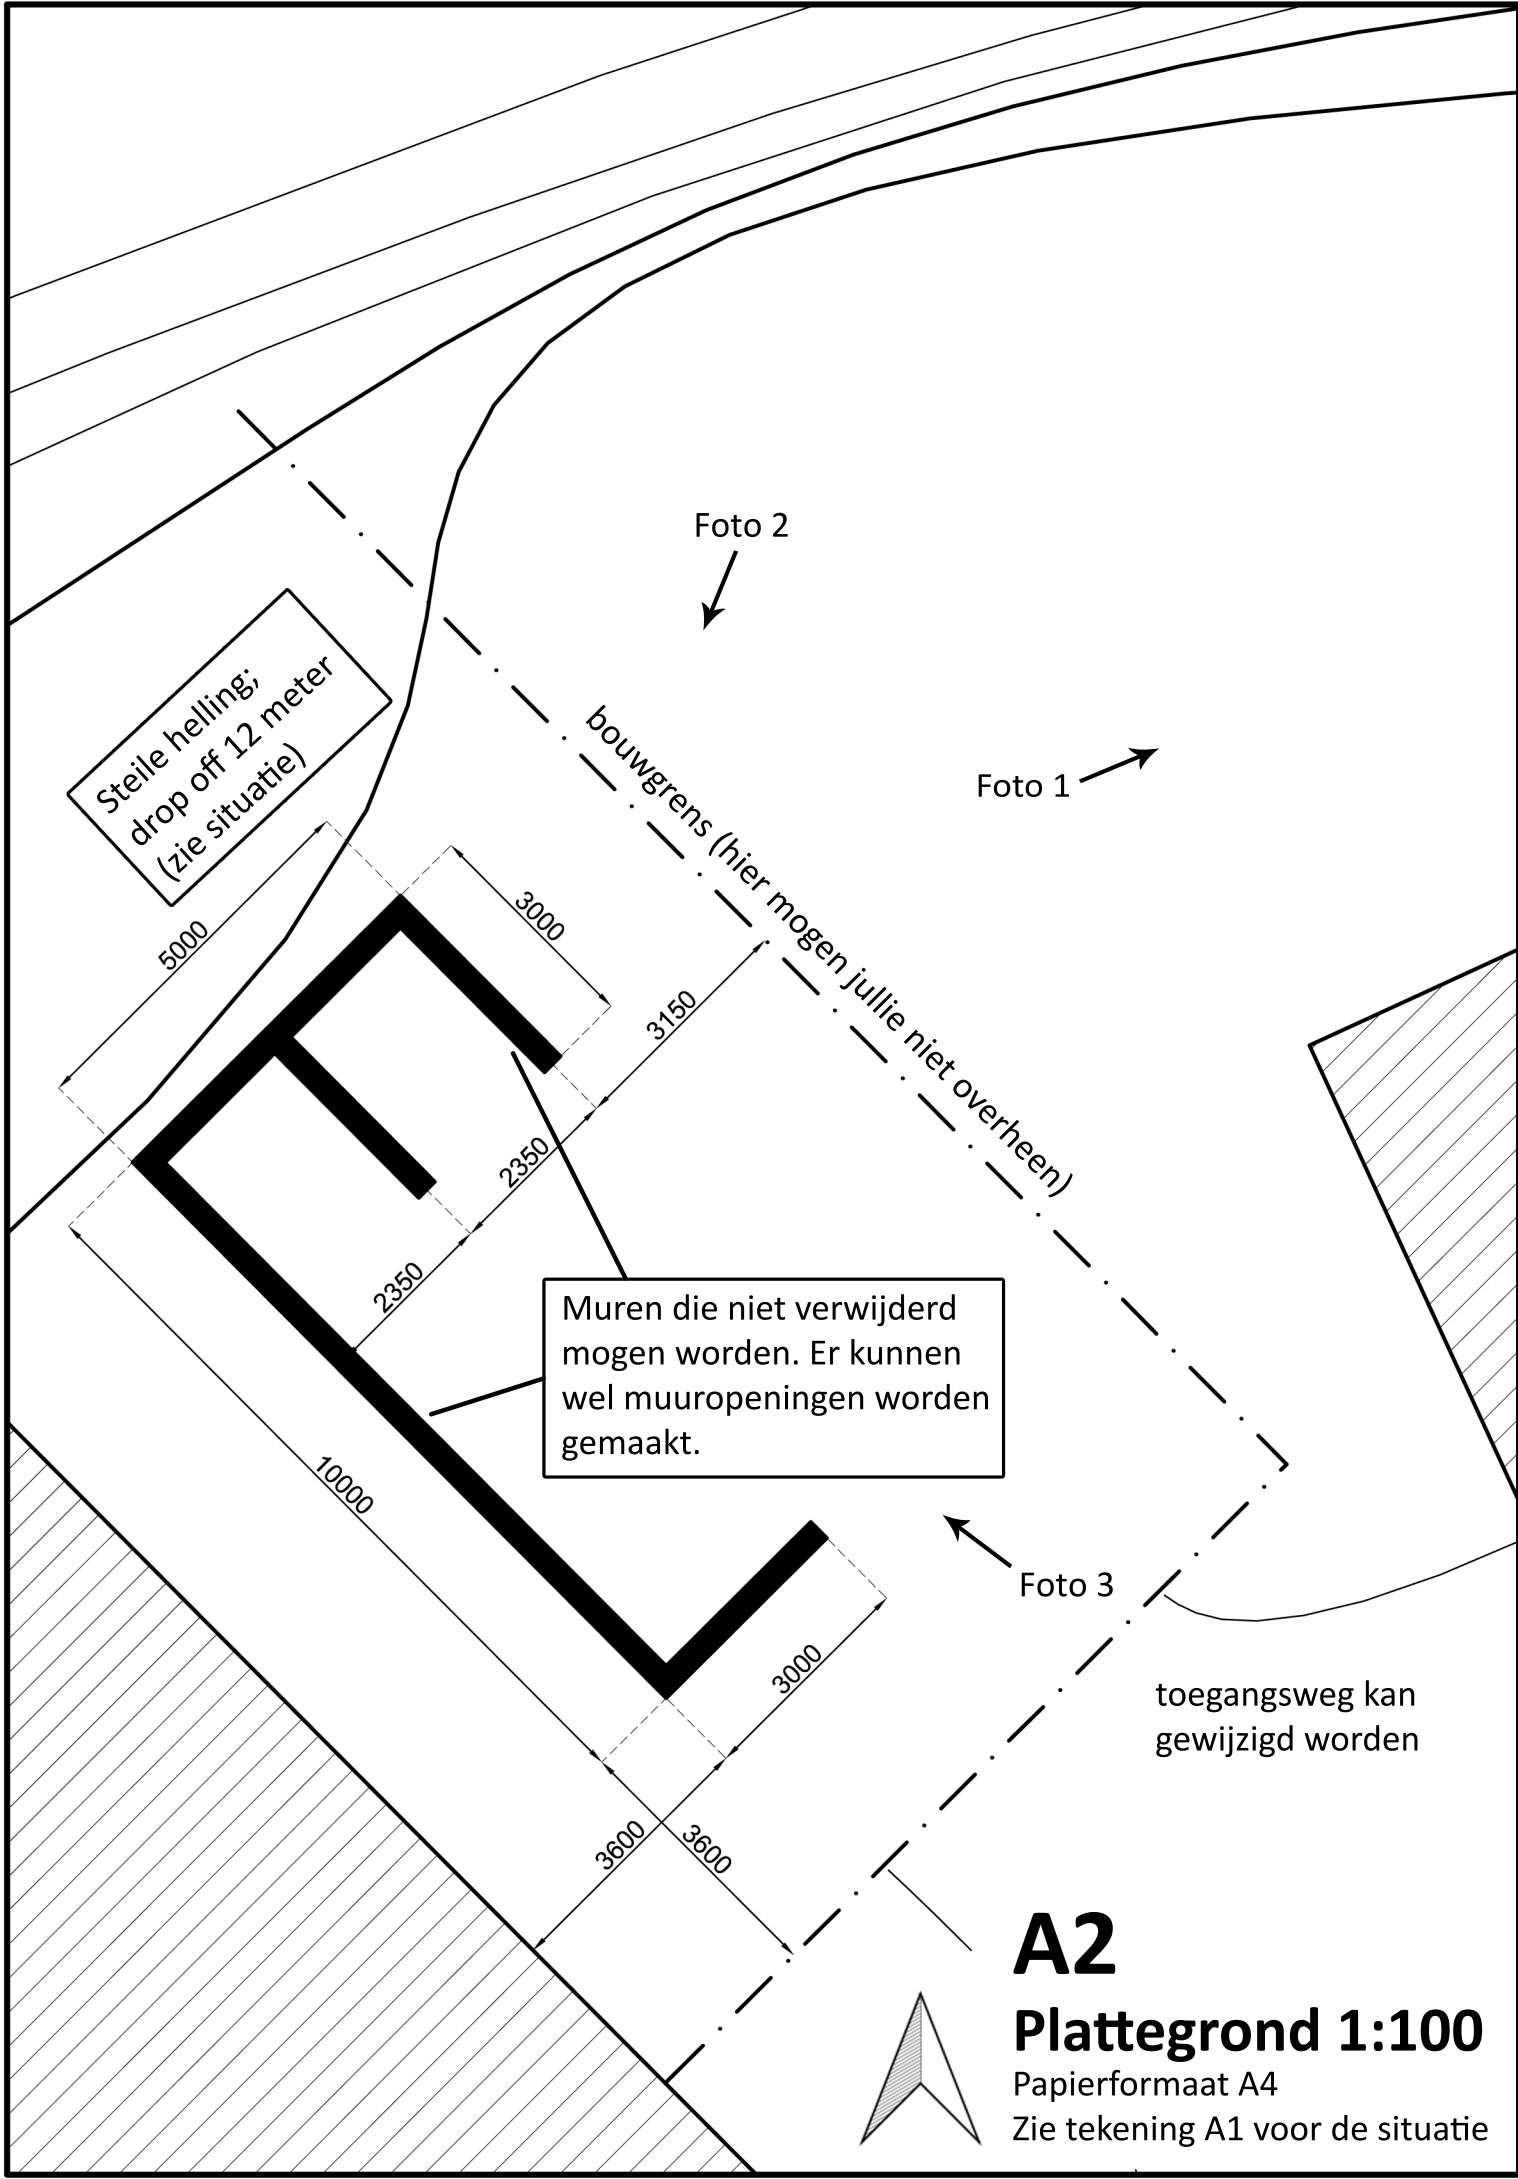 Foto 2
Steile helling;
drop off 12 meter
(zie situatie)
bouwgrens (hier mogen jullie niet overheen)
Foto 1
5000
3000
3150
2350
2350
Muren die niet verwijderd
mogen worden. Er kunnen
wel muuropeningen worden
gemaakt.
10000
Foto 3
3000
toegangsweg kan
gewijzigd worden
3600
3600
A2
Plattegrond 1:100
Papierformaat A4
Zie tekening A1 voor de situatie